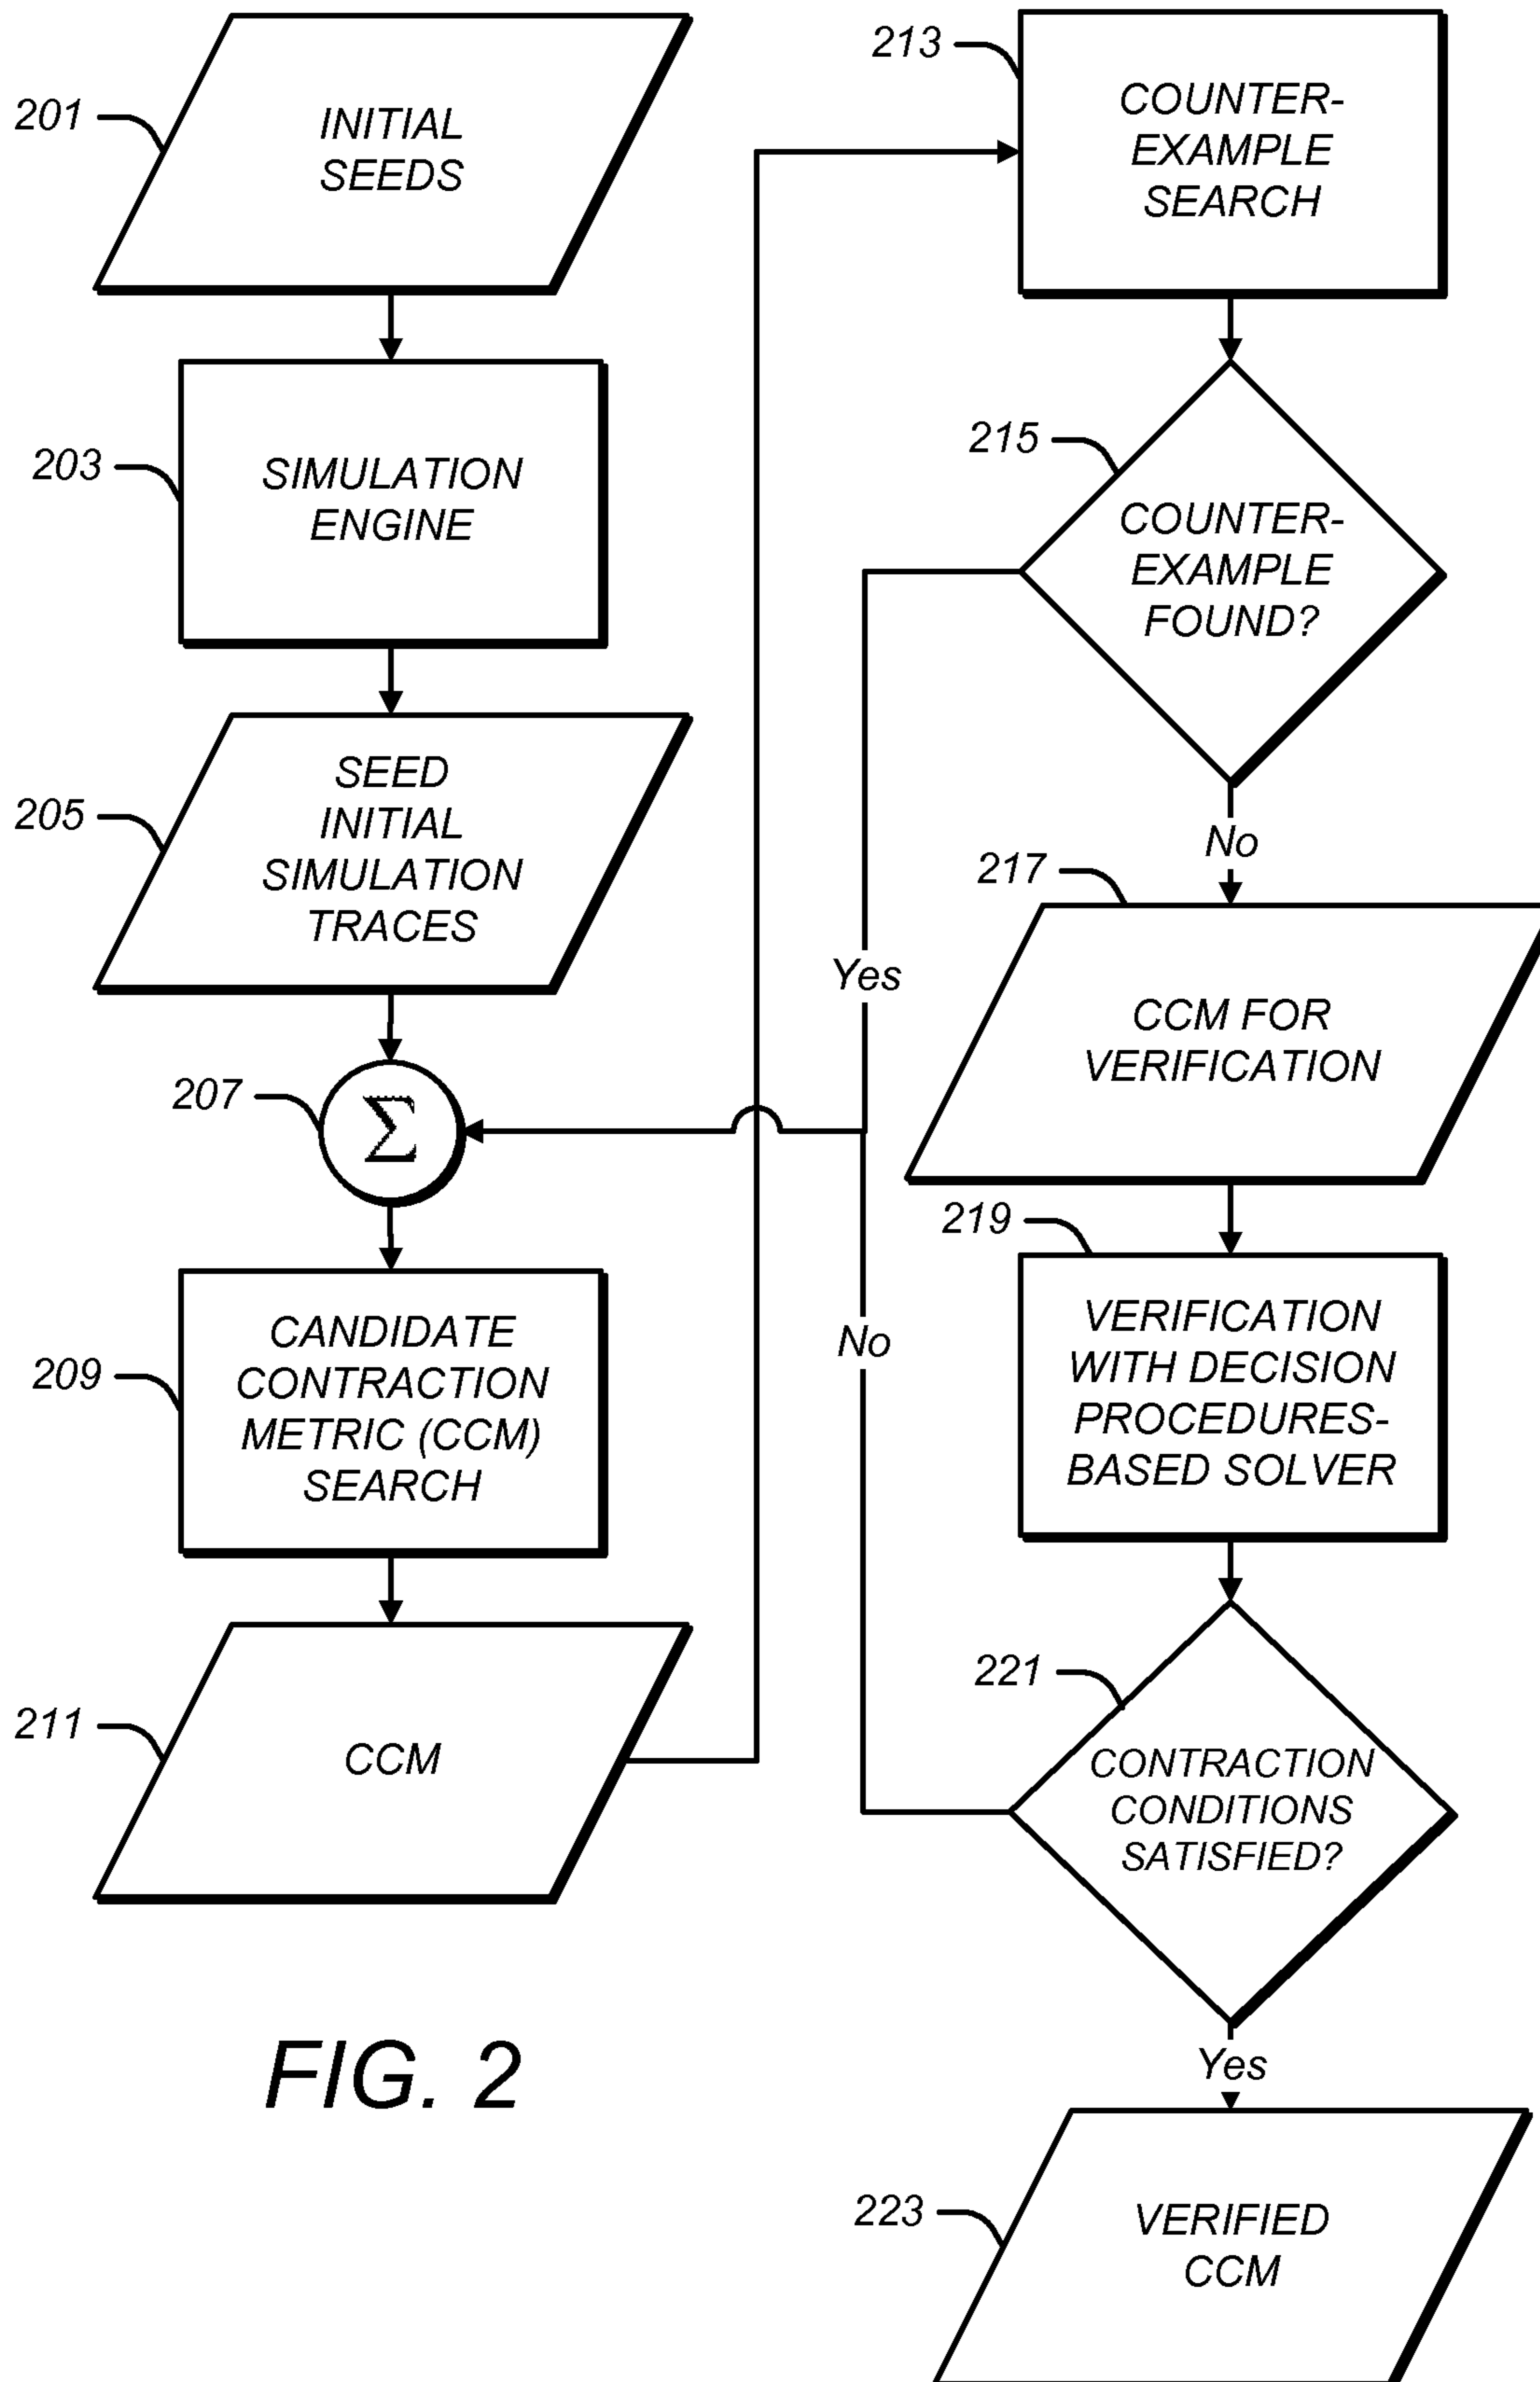 201
INITIAL
SEEDS
203
SIMULATION
ENGINE
205
SEED
INITIAL
SIMULATION
TRACES
207
Σ
209
CANDIDATE
CONTRACTION
METRIC (CCM)
SEARCH
211
CCM
213
COUNTER-
EXAMPLE
SEARCH
215
COUNTER-
EXAMPLE
FOUND?
Yes
No
217
CCM FOR
VERIFICATION
219
VERIFICATION
WITH DECISION
PROCEDURES-
BASED SOLVER
No
221
CONTRACTION
CONDITIONS
SATISFIED?
Yes
223
VERIFIED
CCM
FIG. 2